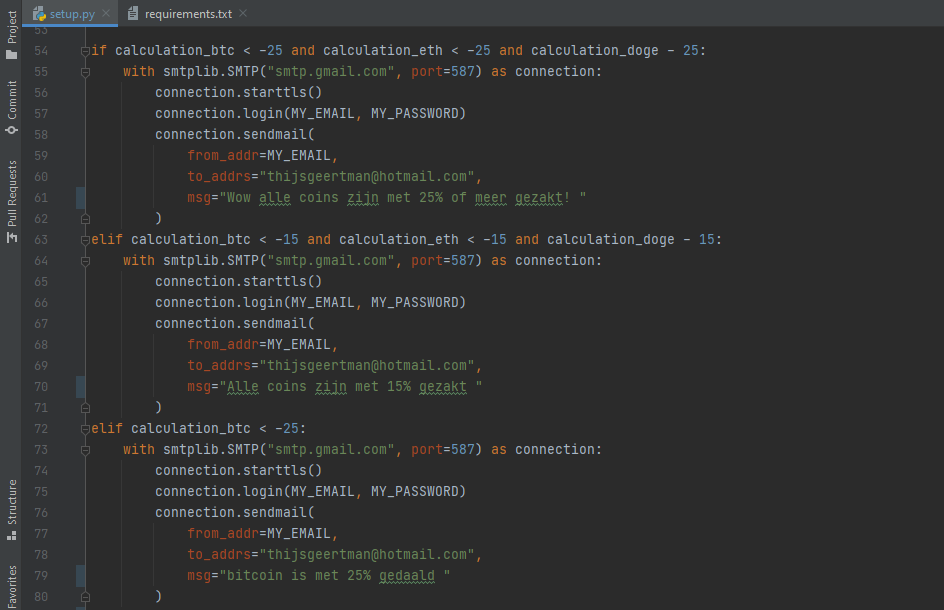 setup.py
requirements.txt
Project
Commit
Pull Requests
Structure
Favorites
53
54 if calculation_btc < -25 and calculation_eth < -25 and calculation_doge - 25:
55 with smtplib.SMTP("smtp.gmail.com", port=587) as connection:
56 connection.starttls()
57 connection.login(MY_EMAIL, MY_PASSWORD)
58 connection.sendmail(
59 from_addr=MY_EMAIL,
60 to_addrs="thijsgeertman@hotmail.com",
61 msg="Wow alle coins zijn met 25% of meer gezakt! "
62 )
63 elif calculation_btc < -15 and calculation_eth < -15 and calculation_doge - 15:
64 with smtplib.SMTP("smtp.gmail.com", port=587) as connection:
65 connection.starttls()
66 connection.login(MY_EMAIL, MY_PASSWORD)
67 connection.sendmail(
68 from_addr=MY_EMAIL,
69 to_addrs="thijsgeertman@hotmail.com",
70 msg="Alle coins zijn met 15% gezakt "
71 )
72 elif calculation_btc < -25:
73 with smtplib.SMTP("smtp.gmail.com", port=587) as connection:
74 connection.starttls()
75 connection.login(MY_EMAIL, MY_PASSWORD)
76 connection.sendmail(
77 from_addr=MY_EMAIL,
78 to_addrs="thijsgeertman@hotmail.com",
79 msg="bitcoin is met 25% gedaald "
80 )